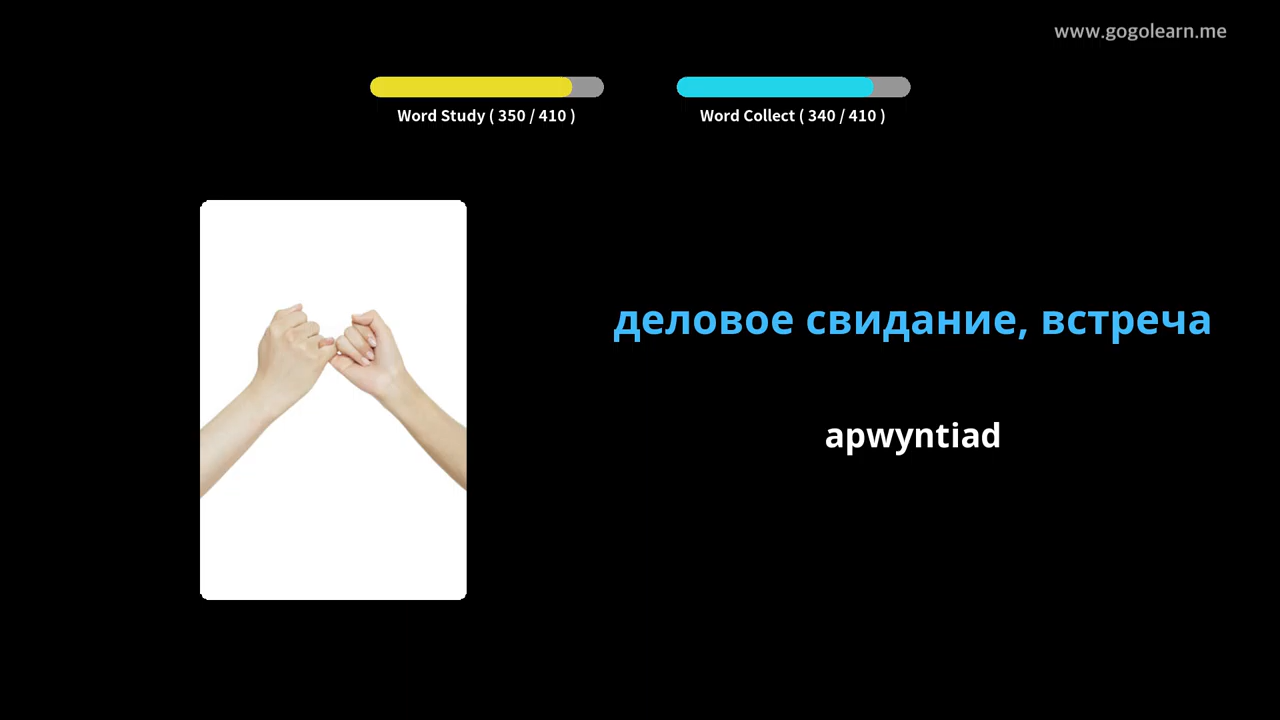 www.gogolearn.me
Word Study ( 350 / 410 )
Word Collect ( 340 / 410 )
деловое свидание, встреча
apwyntiad